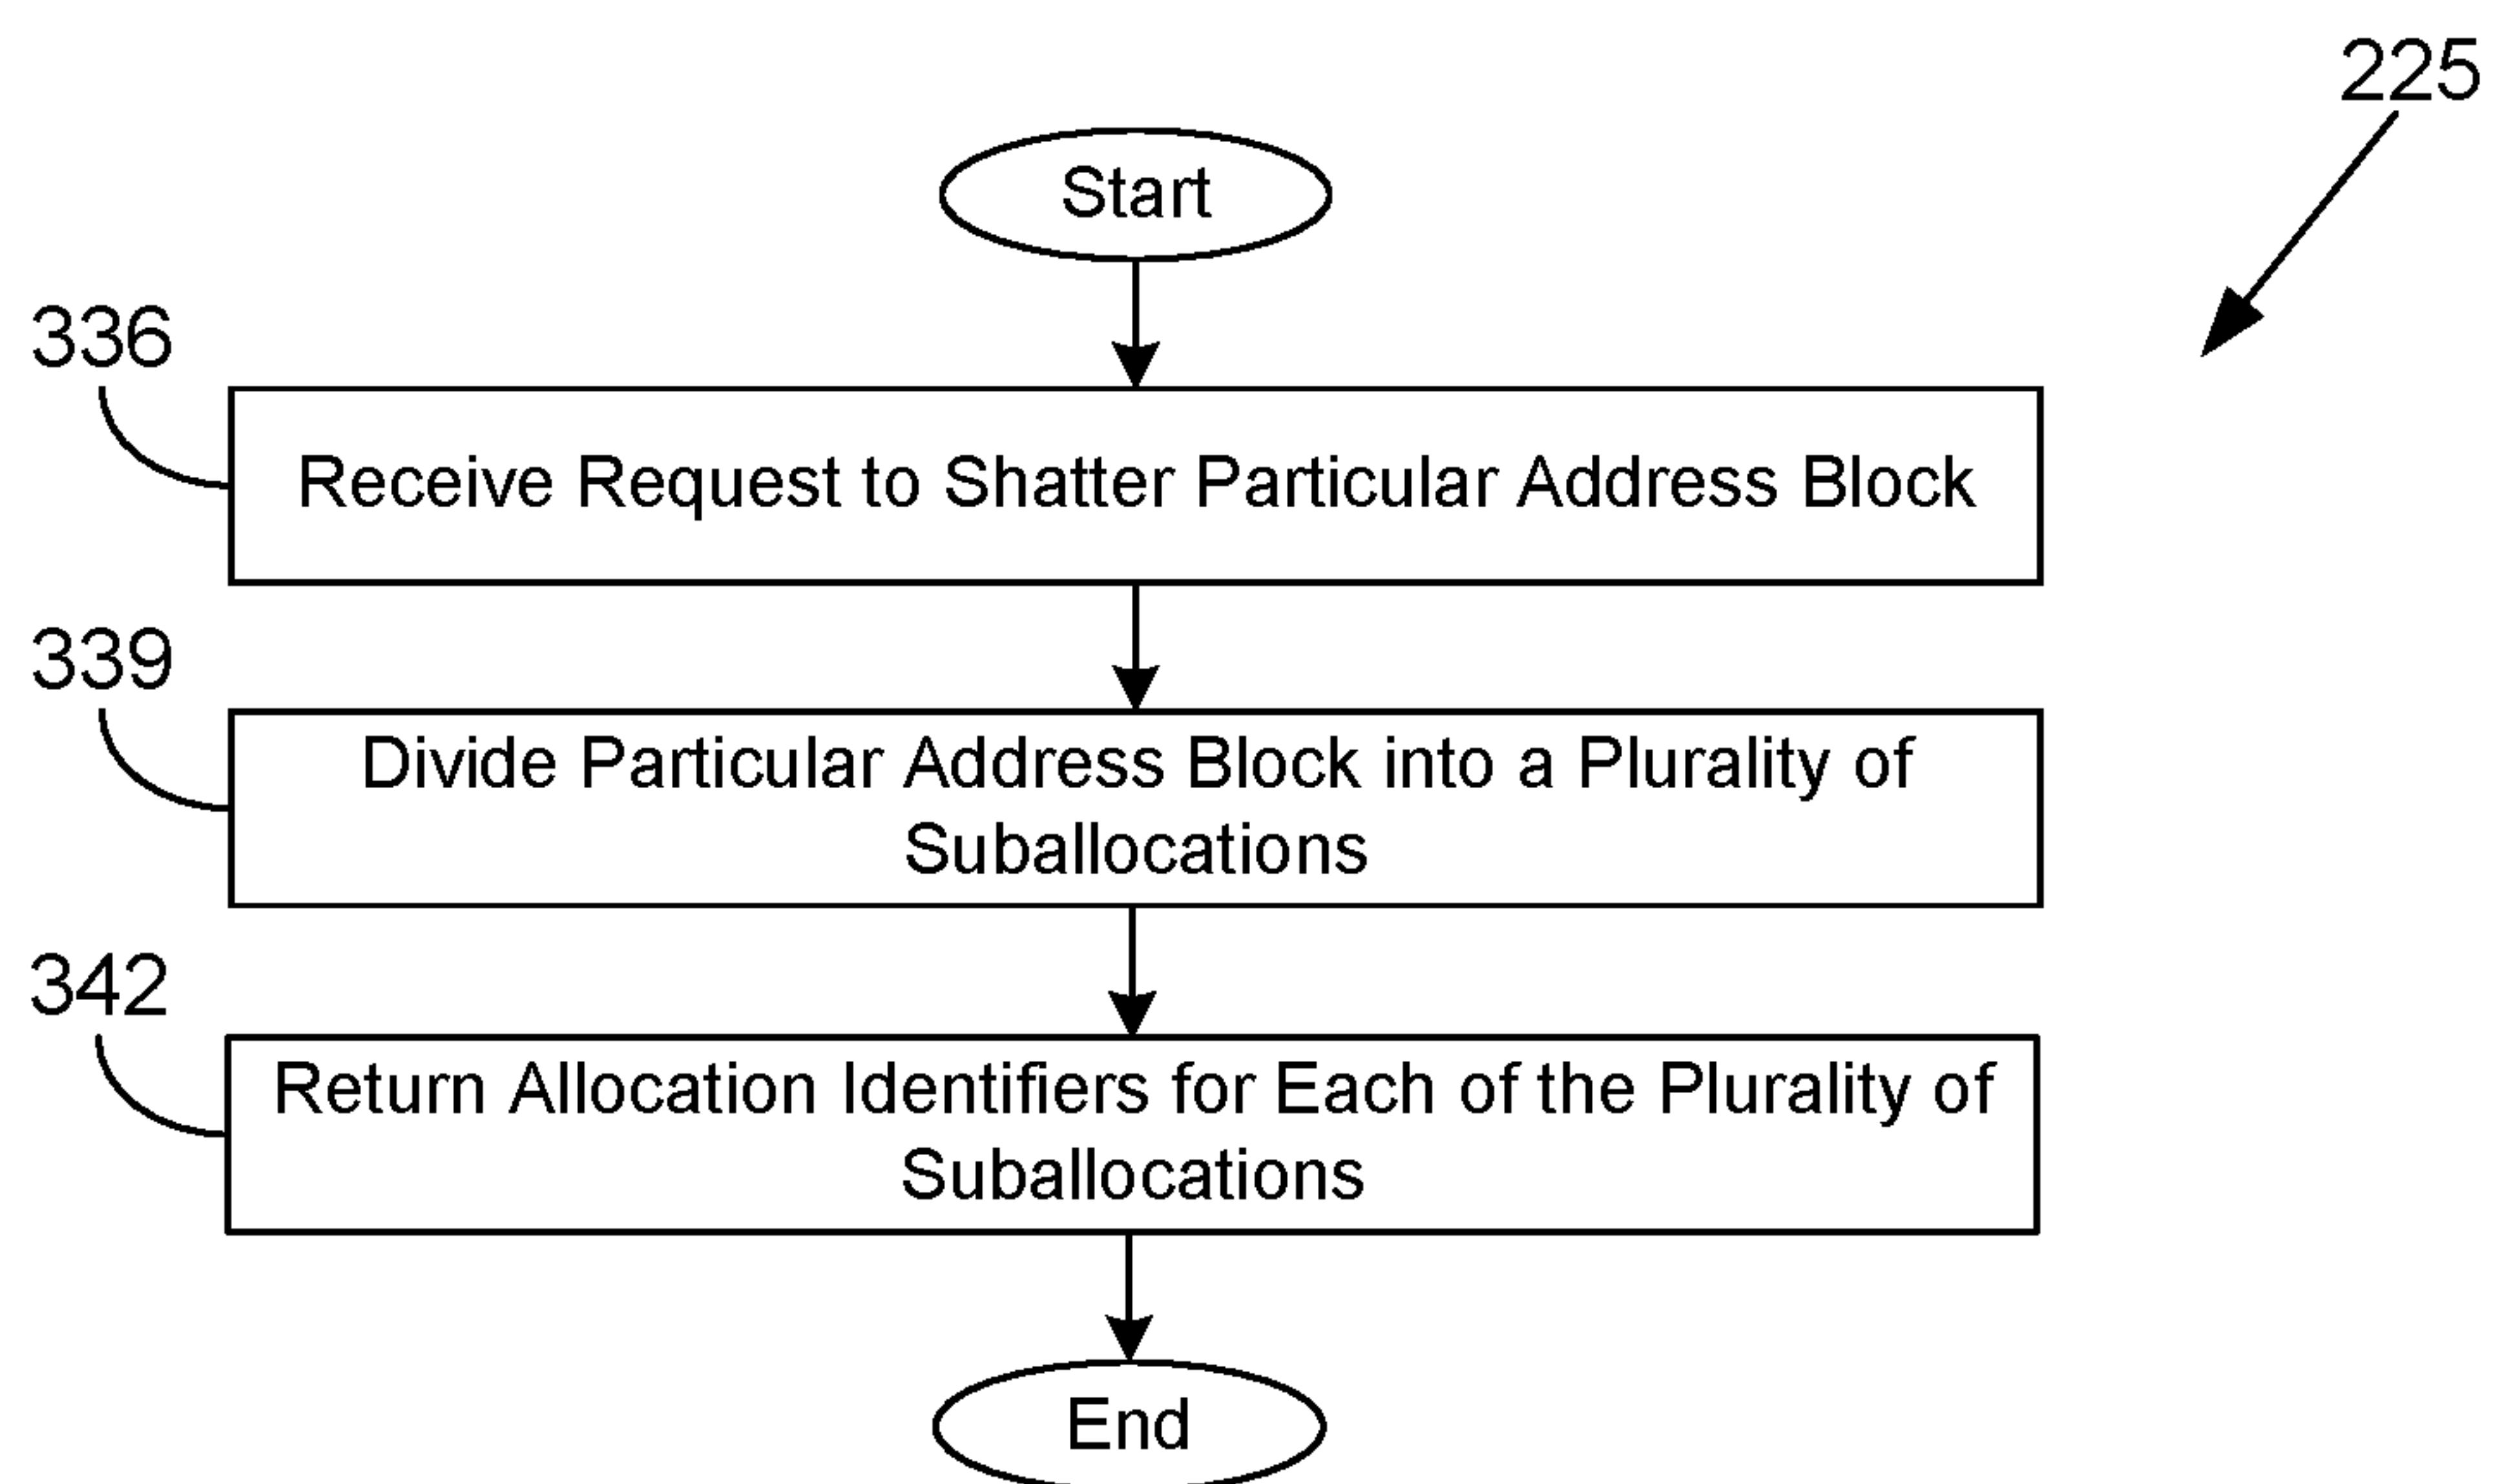 225
Start
336
Receive Request to Shatter Particular Address Block
339
Divide Particular Address Block into a Plurality of
Suballocations
342
Return Allocation Identifiers for Each of the Plurality of
Suballocations
End